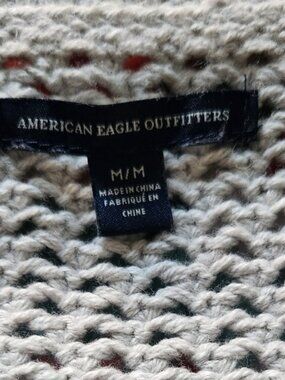 AMERICAN EAGLE OUTFITTERS
M/M
MADE IN CHINA
FABRIQUÉ EN
CHINE